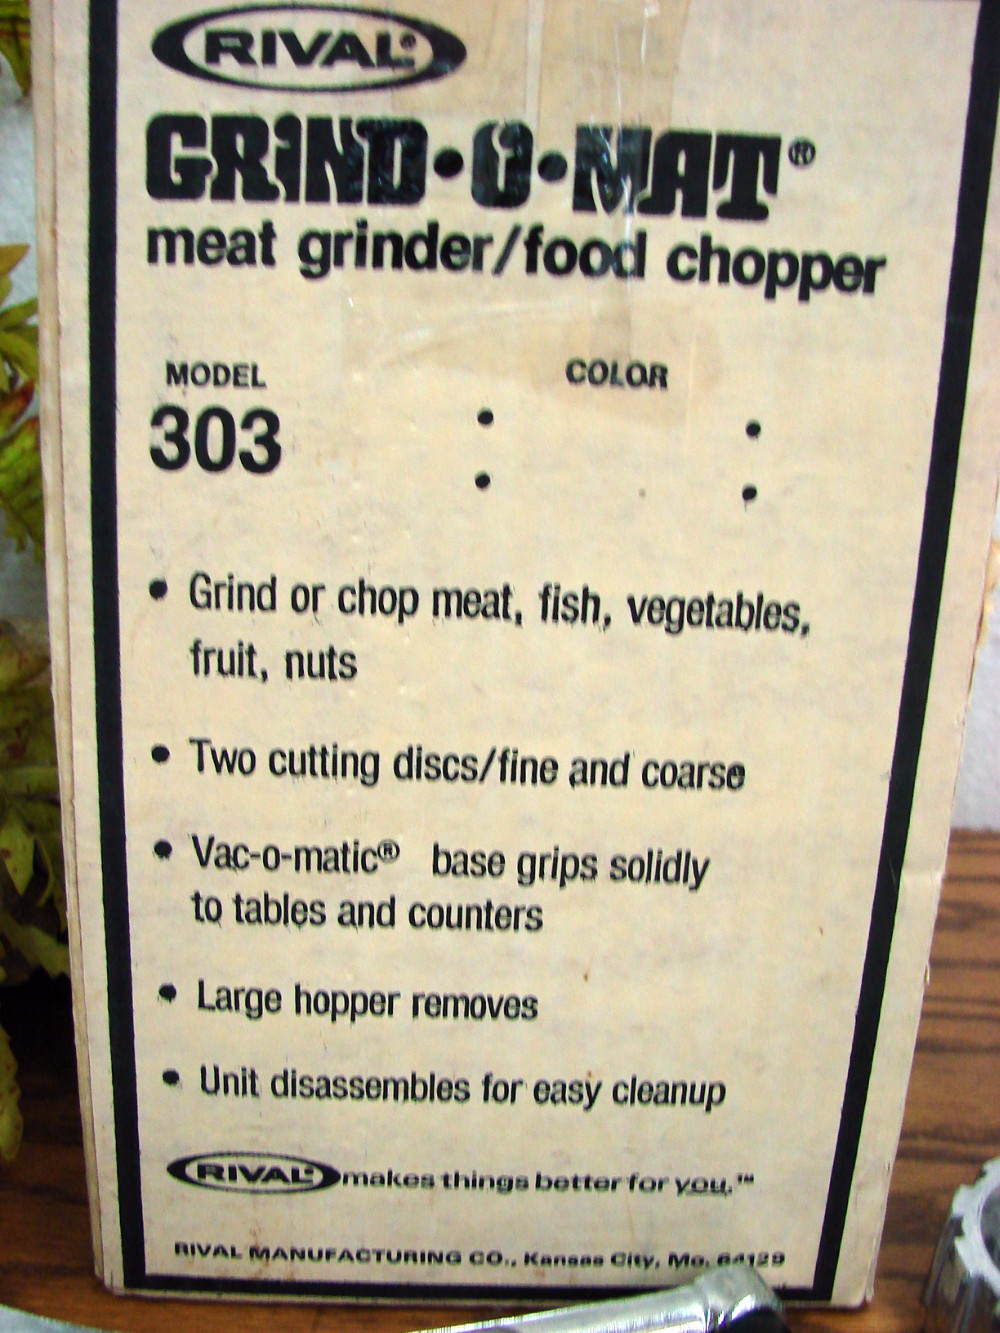 RIVAL®
GRIND•O•MAT®
meat grinder/food chopper
MODEL COLOR
303
• Grind or chop meat, fish, vegetables,
fruit, nuts
• Two cutting discs/fine and coarse
• Vac-o-matic® base grips solidly
to tables and counters
• Large hopper removes
• Unit disassembles for easy cleanup
RIVAL® makes things better for you.™
RIVAL MANUFACTURING CO., Kansas City, Mo. 64129